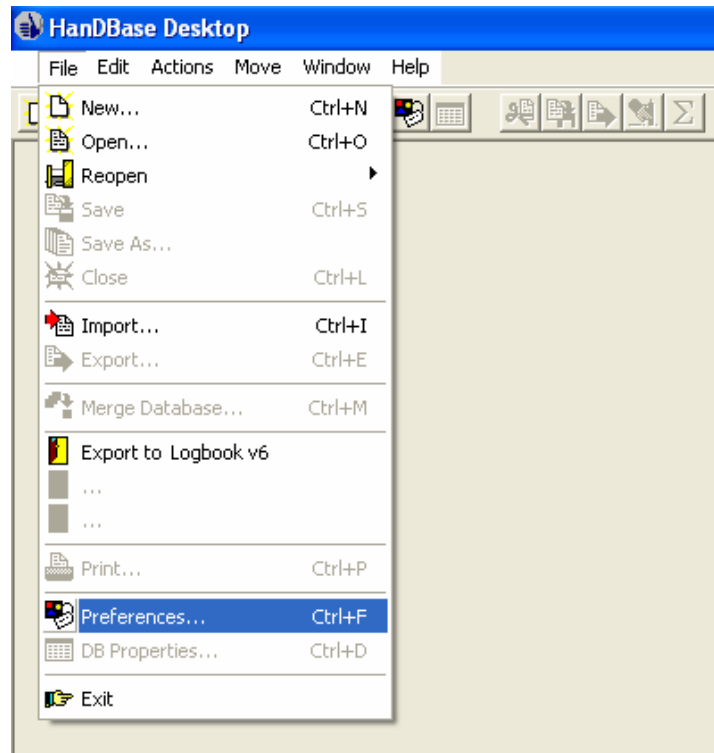 HanDBase Desktop
File Edit Actions Move Window Help
New... Ctrl+N
Open... Ctrl+O
Reopen
Save Ctrl+S
Save As...
Close Ctrl+L
Import... Ctrl+I
Export... Ctrl+E
Merge Database... Ctrl+M
Export to Logbook v6
...
...
Print... Ctrl+P
Preferences... Ctrl+F
DB Properties... Ctrl+D
Exit